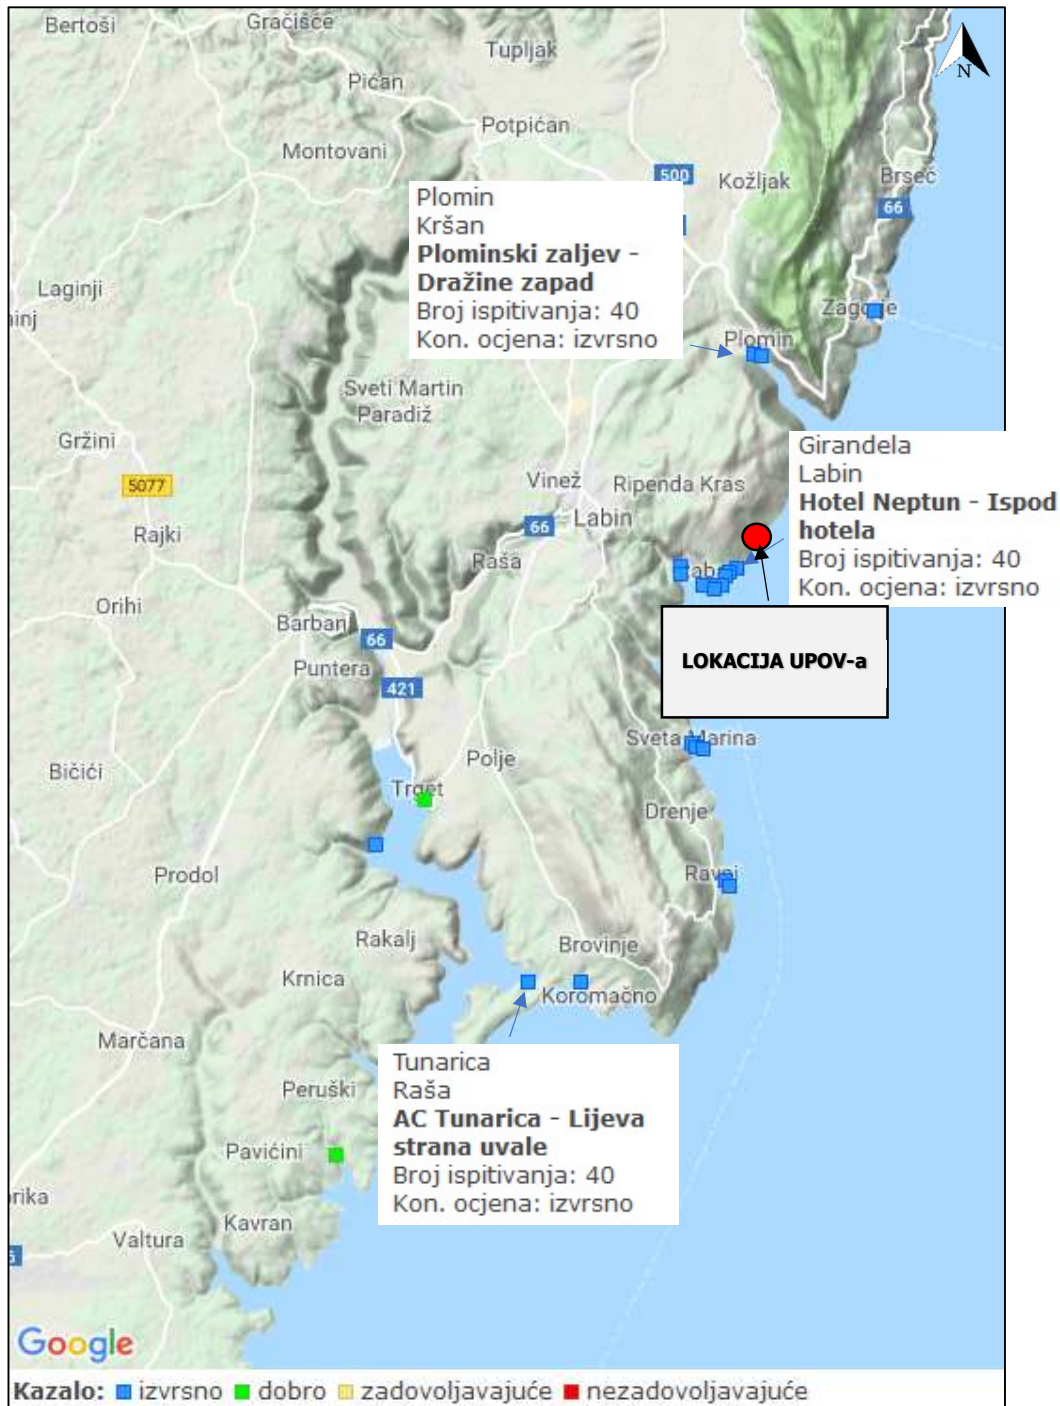 Bertoši
Gračišće
Tupljak
N
Pićan
Potpićan
Montovani
500
Kožljak
Brseč
66
Plomin
Kršan
Plominski zaljev -
Dražine zapad
Broj ispitivanja: 40
Kon. ocjena: izvrsno
Laginji
Zagorje
Plomin
Sveti Martin
Paradiž
Gržini
Girandela
Labin
Hotel Neptun - Ispod
hotela
Broj ispitivanja: 40
Kon. ocjena: izvrsno
5077
Vinež
Ripenda Kras
Rajki
66
Labin
Raša
Orihi
Barban
66
Puntera
421
LOKACIJA UPOV-a
Sveta Marina
Bičići
Polje
Trget
Drenje
Prodol
Ravni
Rakalj
Brovinje
Krnica
Koromačno
Marčana
Tunarica
Raša
AC Tunarica - Lijeva
strana uvale
Broj ispitivanja: 40
Kon. ocjena: izvrsno
Peruški
Pavićini
Kavran
Valtura
Google
Kazalo: izvrsno dobro zadovoljavajuće nezadovoljavajuće